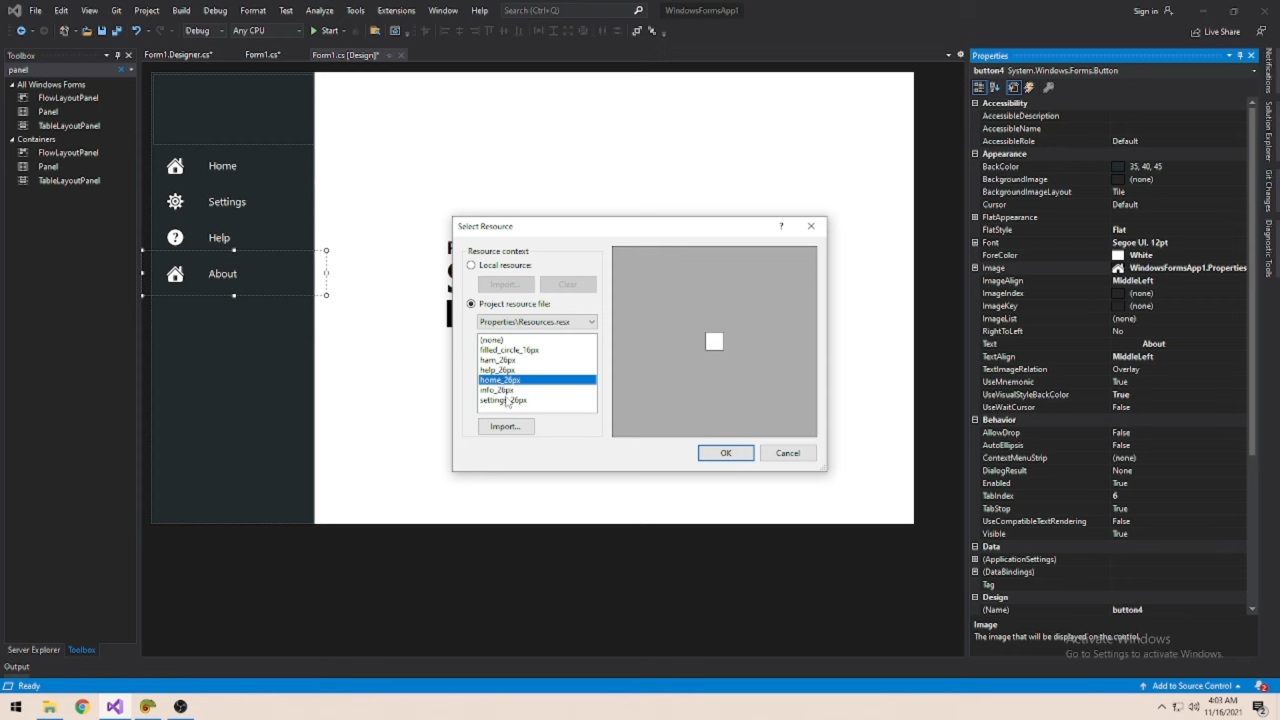 File Edit View Git Project Build Debug Format Test Analyze Tools Extensions Window Help Search (Ctrl+Q) WindowsFormsApp1 Sign in
Debug Any CPU Start Live Share
Toolbox
panel
All Windows Forms
FlowLayoutPanel
Panel
TableLayoutPanel
Containers
FlowLayoutPanel
Panel
TableLayoutPanel
Server Explorer Toolbox
Form1.Designer.cs* Form1.cs* Form1.cs [Design]*
Home
Settings
Help
About
Select Resource
Resource context
Local resource:
Import... Clear
Project resource file:
Properties\Resources.resx
(none)
filled_circle_16px
ham_26px
help_26px
home_26px
info_26px
settings_26px
Import...
OK Cancel
Properties
button4 System.Windows.Forms.Button
Accessibility
AccessibleDescription
AccessibleName
AccessibleRole Default
Appearance
BackColor 35, 40, 45
BackgroundImage (none)
BackgroundImageLayout Tile
Cursor Default
FlatAppearance
FlatStyle Flat
Font Segoe UI, 12pt
ForeColor White
Image WindowsFormsApp1.Properties
ImageAlign MiddleLeft
ImageIndex (none)
ImageKey (none)
ImageList (none)
RightToLeft No
Text About
TextAlign MiddleLeft
TextImageRelation Overlay
UseMnemonic True
UseVisualStyleBackColor True
UseWaitCursor False
Behavior
AllowDrop False
AutoEllipsis False
ContextMenuStrip (none)
DialogResult None
Enabled True
TabIndex 6
TabStop True
UseCompatibleTextRendering False
Visible True
Data
(ApplicationSettings)
(DataBindings)
Tag
Design
(Name) button4
Image
The image that will be displayed on the control.
Activate Windows
Go to Settings to activate Windows.
Notifications
Solution Explorer
Git Changes
Diagnostic Tools
Output
Ready Add to Source Control 2
4:03 AM
11/16/2021
2